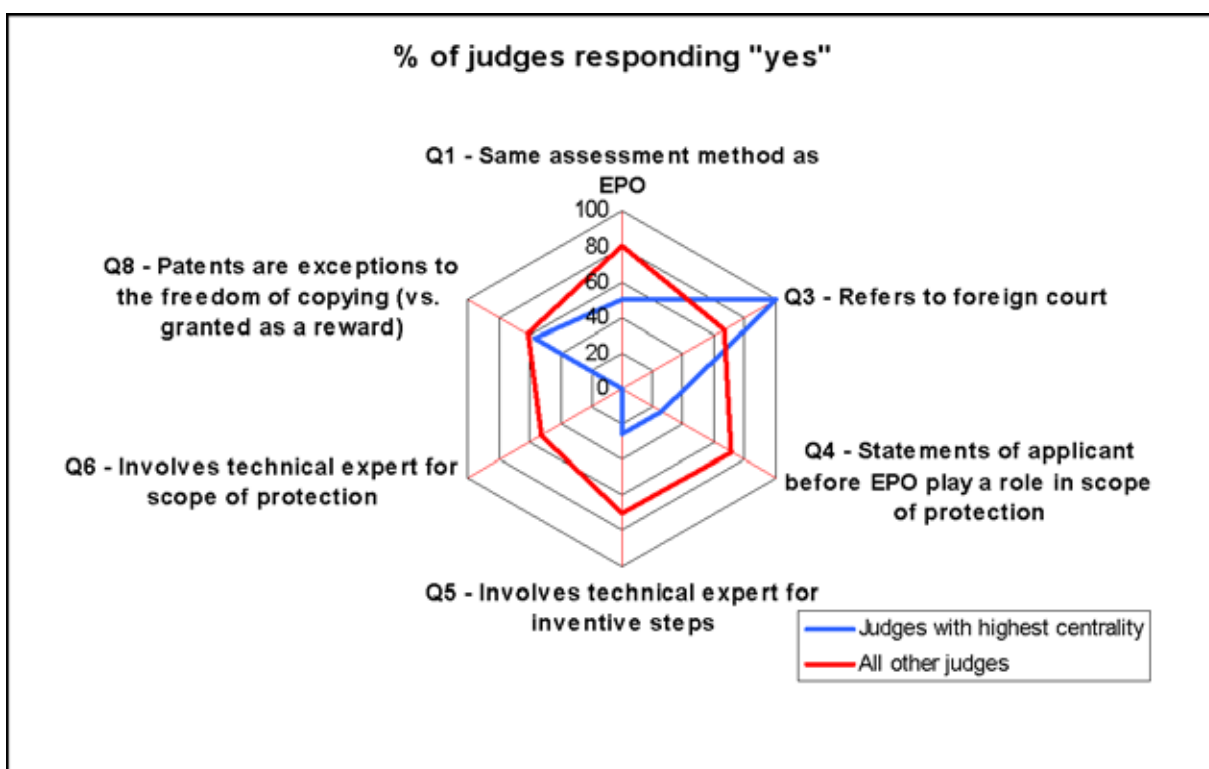 % of judges responding "yes"
Q1 - Same assessment method as
EPO
100
80
60
40
20
0
Q8 - Patents are exceptions to
the freedom of copying (vs.
granted as a reward)
Q3 - Refers to foreign court
Q6 - Involves technical expert for
scope of protection
Q4 - Statements of applicant
before EPO play a role in scope
of protection
Q5 - Involves technical expert for
inventive steps
Judges with highest centrality
All other judges